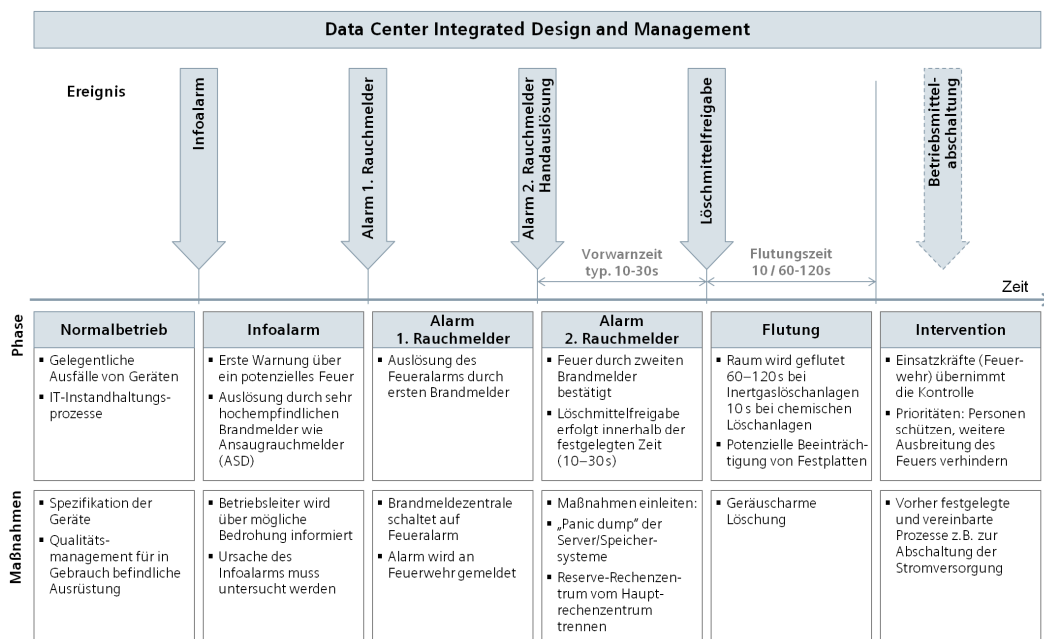 Data Center Integrated Design and Management
Ereignis
Infoalarm
Alarm 1. Rauchmelder
Alarm 2. Rauchmelder
Handauslösung
Löschmittelfreigabe
Betriebsmittel-
abschaltung
Vorwarnzeit
typ. 10-30s
Flutungszeit
10 / 60-120s
Zeit
Phase
Normalbetrieb
▪ Gelegentliche
Ausfälle von Geräten
▪ IT-Instandhaltungs-
prozesse
Infoalarm
▪ Erste Warnung über
ein potenzielles Feuer
▪ Auslösung durch sehr
hochempfindlichen
Brandmelder wie
Ansaugrauchmelder
(ASD)
Alarm
1. Rauchmelder
▪ Auslösung des
Feueralarms durch
ersten Brandmelder
Alarm
2. Rauchmelder
▪ Feuer durch zweiten
Brandmelder
bestätigt
▪ Löschmittelfreigabe
erfolgt innerhalb der
festgelegten Zeit
(10–30s)
Flutung
▪ Raum wird geflutet
60–120s bei
Inertgaslöschanlagen
10s bei chemischen
Löschanlagen
▪ Potenzielle Beeinträch-
tigung von Festplatten
Intervention
▪ Einsatzkräfte (Feuer-
wehr) übernimmt
die Kontrolle
▪ Prioritäten: Personen
schützen, weitere
Ausbreitung des
Feuers verhindern
Maßnahmen
▪ Spezifikation der
Geräte
▪ Qualitäts-
management für in
Gebrauch befindliche
Ausrüstung
▪ Betriebsleiter wird
über mögliche
Bedrohung informiert
▪ Ursache des
Infoalarms muss
untersucht werden
▪ Brandmeldezentrale
schaltet auf
Feueralarm
▪ Alarm wird an
Feuerwehr gemeldet
▪ Maßnahmen einleiten:
▪ „Panic dump" der
Server/Speicher-
systeme
▪ Reserve-Rechenzen-
trum vom Haupt-
rechenzentrum
trennen
▪ Geräuscharme
Löschung
▪ Vorher festgelegte
und vereinbarte
Prozesse z.B. zur
Abschaltung der
Stromversorgung